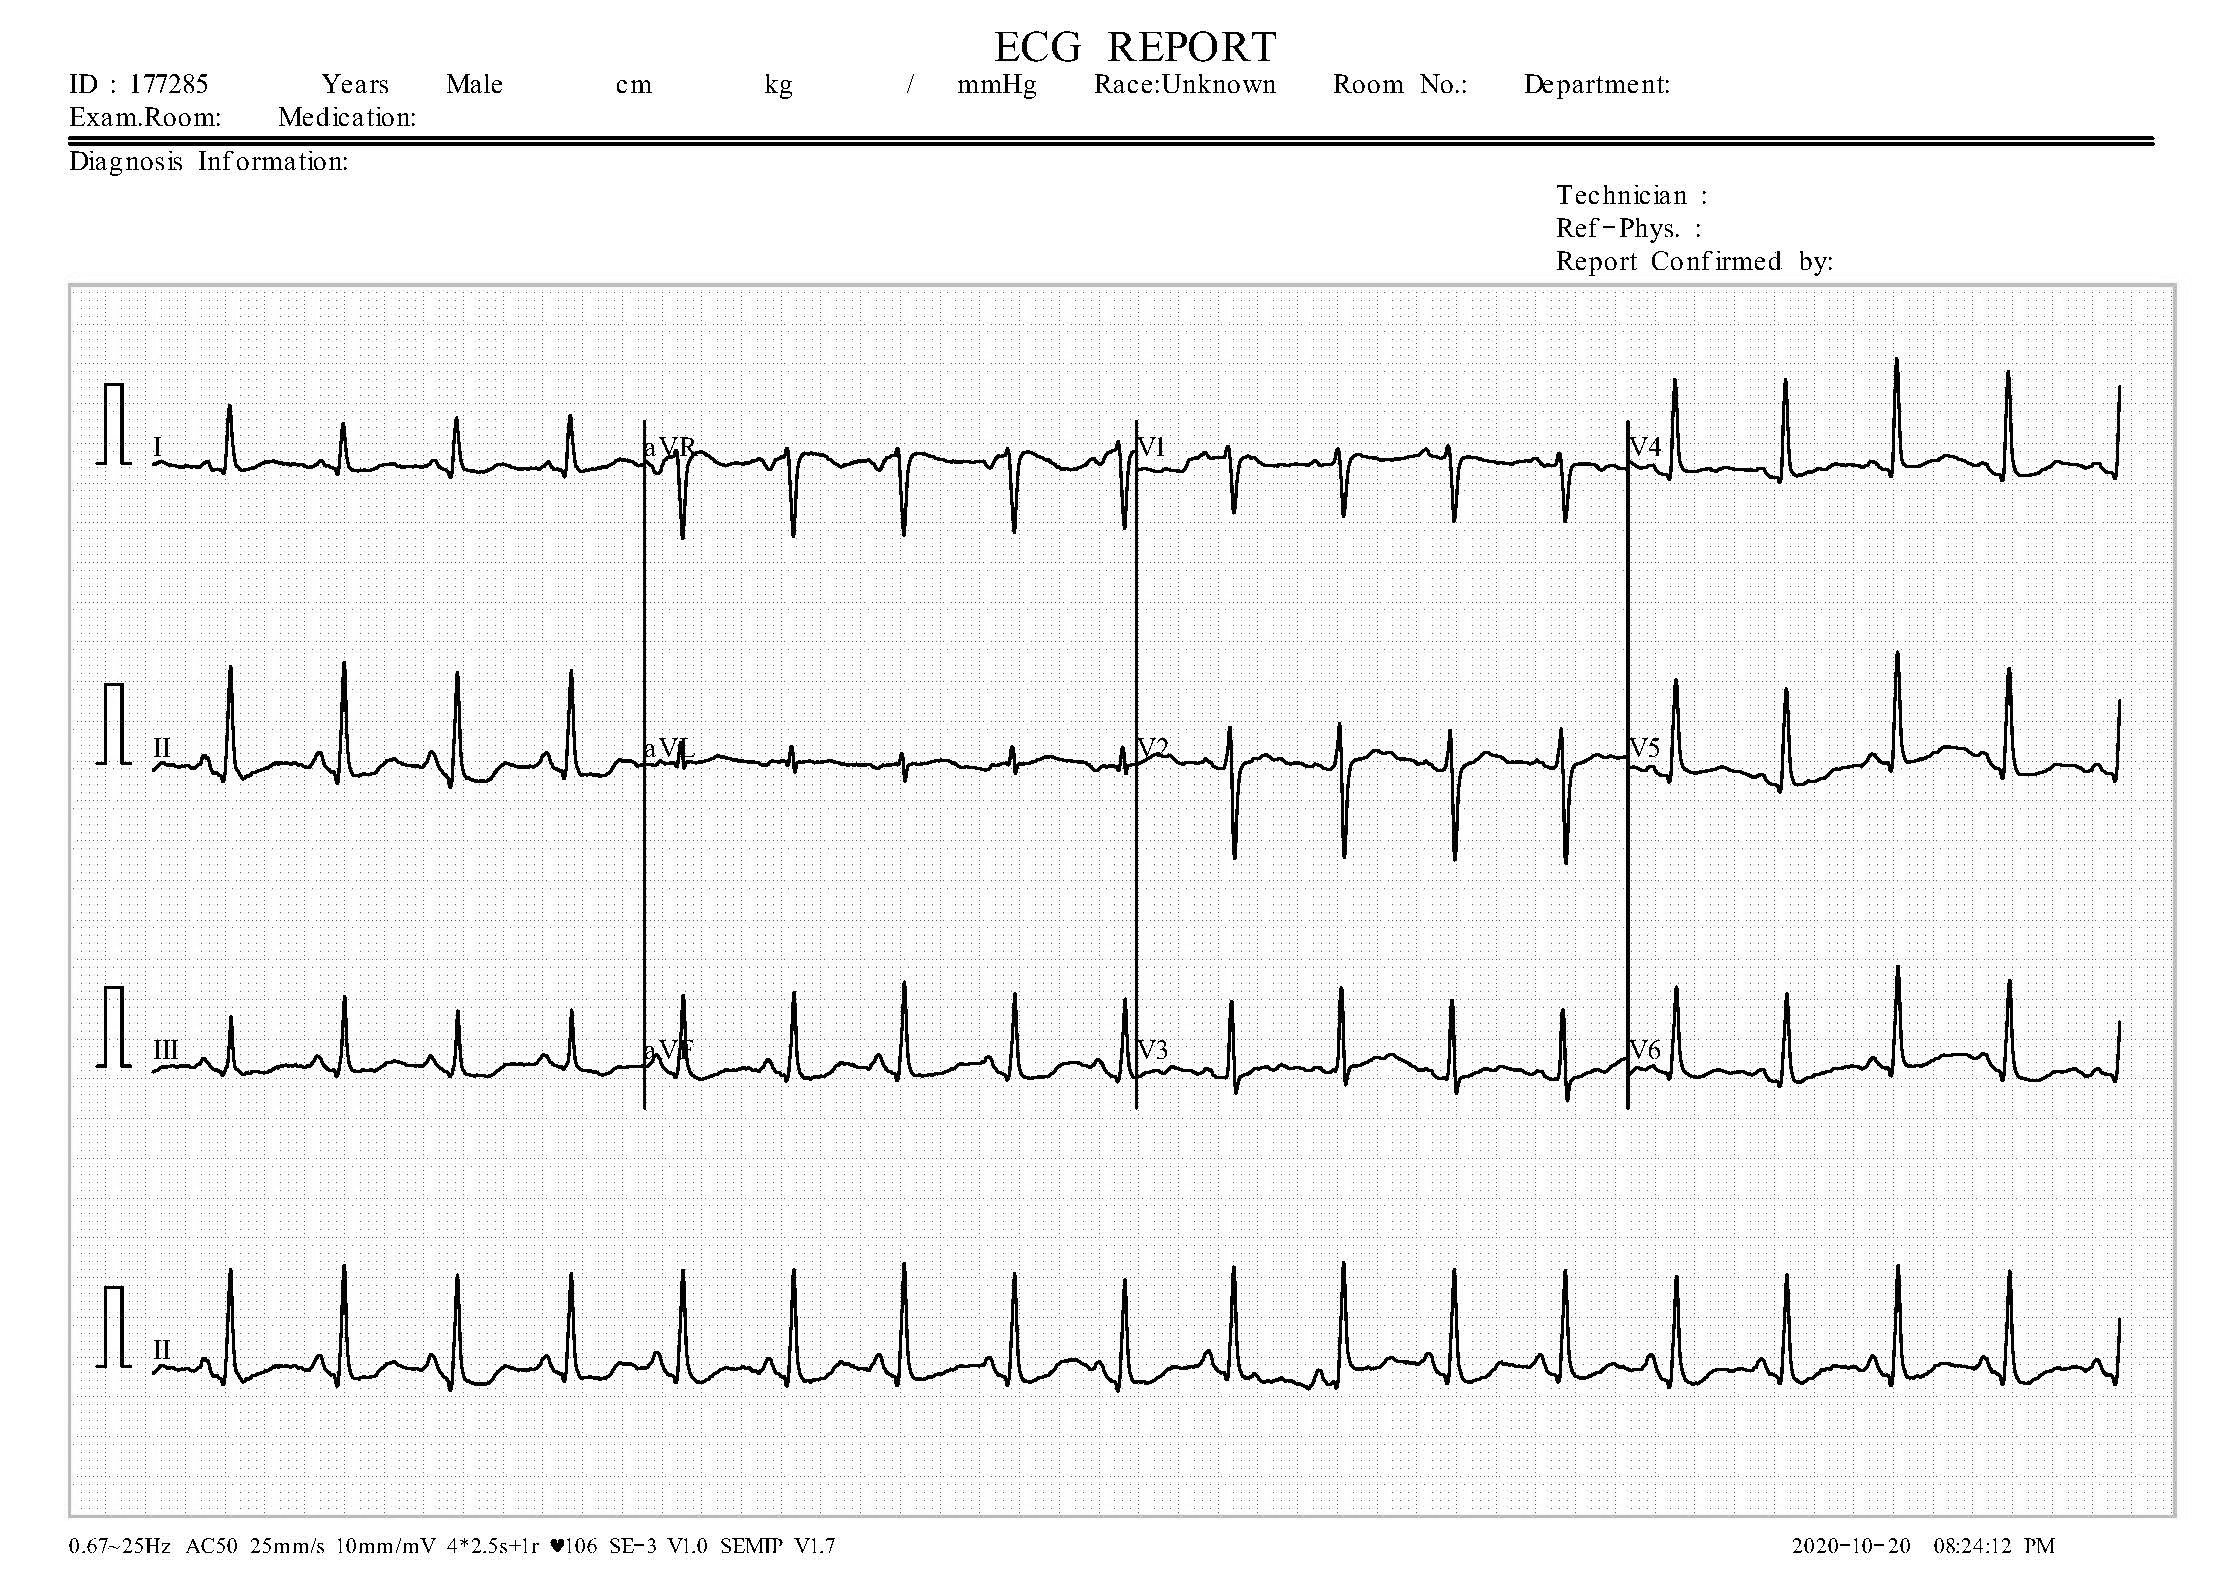 ECG REPORT
ID : 177285 Years Male cm kg / mmHg Race:Unknown Room No.: Department:
Exam.Room: Medication:
Diagnosis Information:
Technician :
Ref-Phys. :
Report Confirmed by:
I aVR V1 V4
II aVL V2 V5
III aVF V3 V6
II
0.67~25Hz AC50 25mm/s 10mm/mV 4*2.5s+1r ♥106 SE-3 V1.0 SEMIP V1.7 2020-10-20 08:24:12 PM